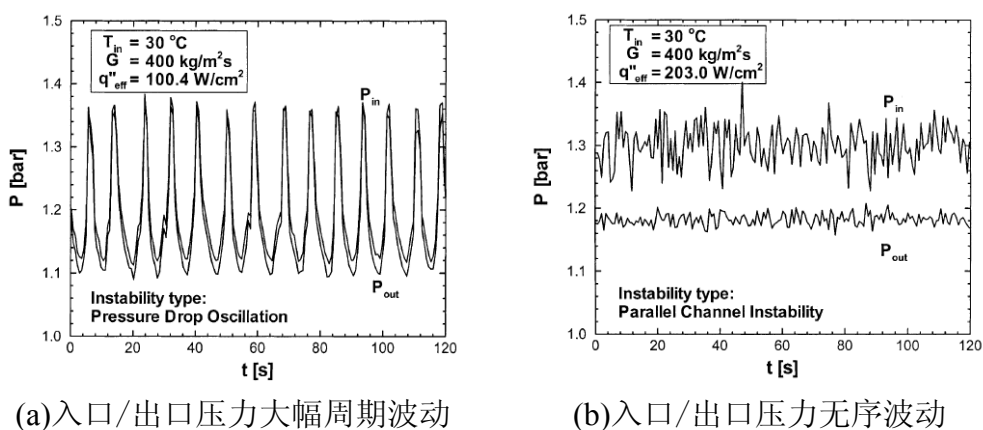 1.5
1.4
1.3
1.2
1.1
1.0
P [bar]
T_in = 30 °C
G = 400 kg/m²s
q"_eff = 100.4 W/cm²
P_in
P_out
Instability type:
Pressure Drop Oscillation
0 20 40 60 80 100 120
t [s]
(a)入口/出口压力大幅周期波动
1.5
1.4
1.3
1.2
1.1
1.0
P [bar]
T_in = 30 °C
G = 400 kg/m²s
q"_eff = 203.0 W/cm²
P_in
P_out
Instability type:
Parallel Channel Instability
0 20 40 60 80 100 120
t [s]
(b)入口/出口压力无序波动